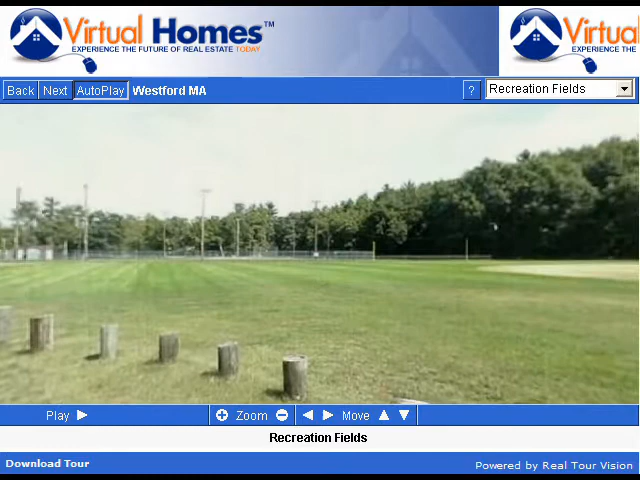 Virtual Homes™
EXPERIENCE THE FUTURE OF REAL ESTATE TODAY
Virtua
EXPERIENCE THE
Back Next AutoPlay Westford MA ? Recreation Fields
Play Zoom Move
Recreation Fields
Download Tour Powered by Real Tour Vision